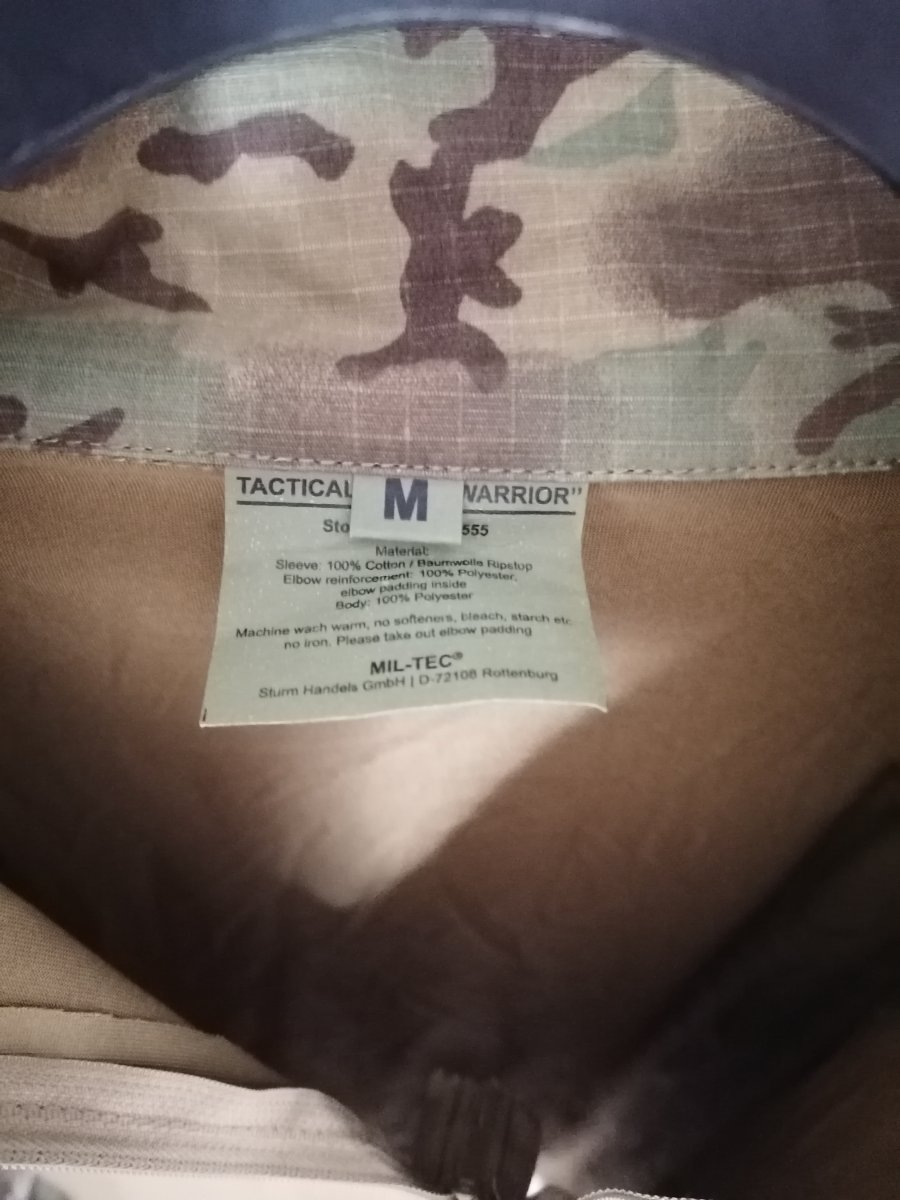 TACTICAL M WARRIOR"
Sto 555
Material:
Sleeve: 100% Cotton / Baumwolle Ripstop
Elbow reinforcement: 100% Polyester,
elbow padding inside
Body: 100% Polyester
Machine wach warm, no softeners, bleach, starch etc.
no iron. Please take out elbow padding
MIL-TEC®
Sturm Handels GmbH | D-72108 Rottenburg